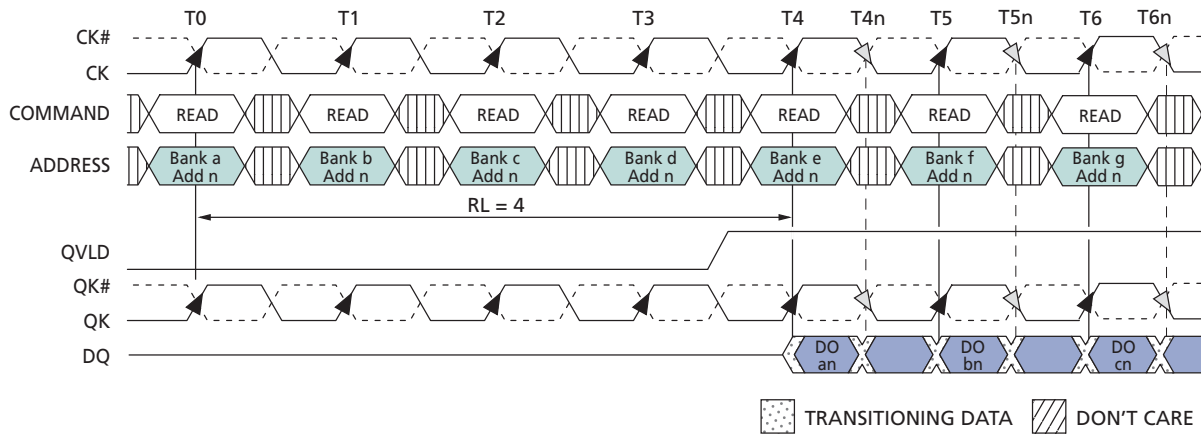 T0 T1 T2 T3 T4 T4n T5 T5n T6 T6n
CK#
CK
COMMAND READ READ READ READ READ READ READ
ADDRESS Bank a Add n Bank b Add n Bank c Add n Bank d Add n Bank e Add n Bank f Add n Bank g Add n
RL = 4
QVLD
QK#
QK
DQ DO an DO bn DO cn
TRANSITIONING DATA DON'T CARE